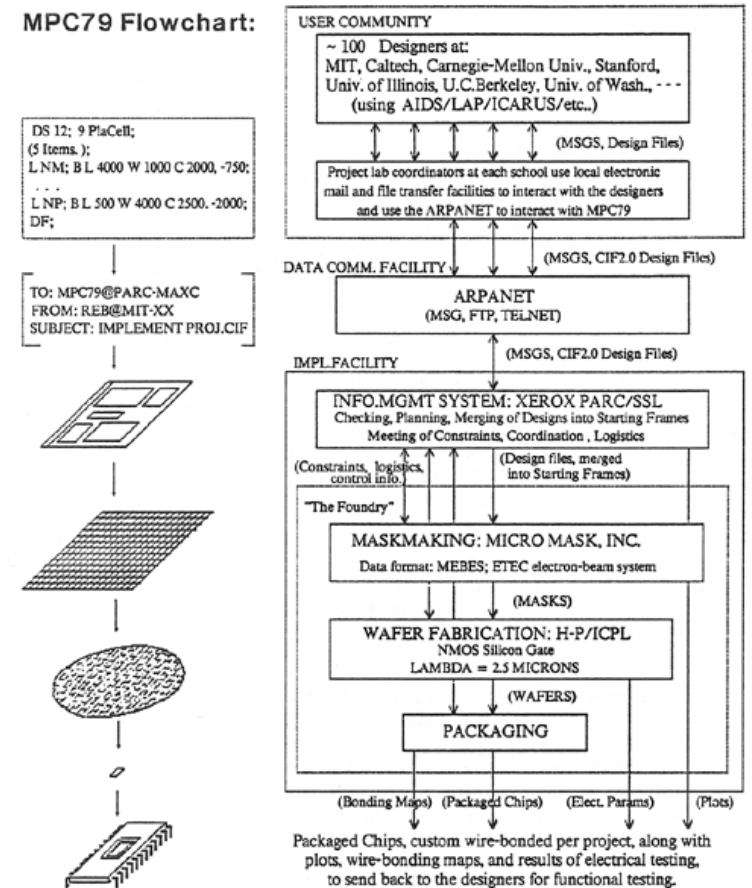 MPC79 Flowchart:
DS 12; 9 PlaCell;
(5 Items. );
L NM; B L 4000 W 1000 C 2000, -750;
. . .
L NP; B L 500 W 4000 C 2500. -2000;
DF;
TO: MPC79@PARC-MAXC
FROM: REB@MIT-XX
SUBJECT: IMPLEMENT PROJ.CIF
USER COMMUNITY
~ 100 Designers at:
MIT, Caltech, Carnegie-Mellon Univ., Stanford,
Univ. of Illinois, U.C.Berkeley, Univ. of Wash., - - -
(using AIDS/LAP/ICARUS/etc..)
(MSGS, Design Files)
Project lab coordinators at each school use local electronic
mail and file transfer facilities to interact with the designers
and use the ARPANET to interact with MPC79
(MSGS, CIF2.0 Design Files)
DATA COMM. FACILITY
ARPANET
(MSG, FTP, TELNET)
(MSGS, CIF2.0 Design Files)
IMPL.FACILITY
INFO.MGMT SYSTEM: XEROX PARC/SSL
Checking, Planning, Merging of Designs into Starting Frames
Meeting of Constraints, Coordination , Logistics
(Constraints, logistics,
control info.)
(Design files, merged
into Starting Frames)
"The Foundry"
MASKMAKING: MICRO MASK, INC.
Data format: MEBES; ETEC electron-beam system
(MASKS)
WAFER FABRICATION: H-P/ICPL
NMOS Silicon Gate
LAMBDA = 2.5 MICRONS
(WAFERS)
PACKAGING
(Bonding Maps) (Packaged Chips) (Elect. Params) (Plots)
Packaged Chips, custom wire-bonded per project, along with
plots, wire-bonding maps, and results of electrical testing,
to send back to the designers for functional testing.